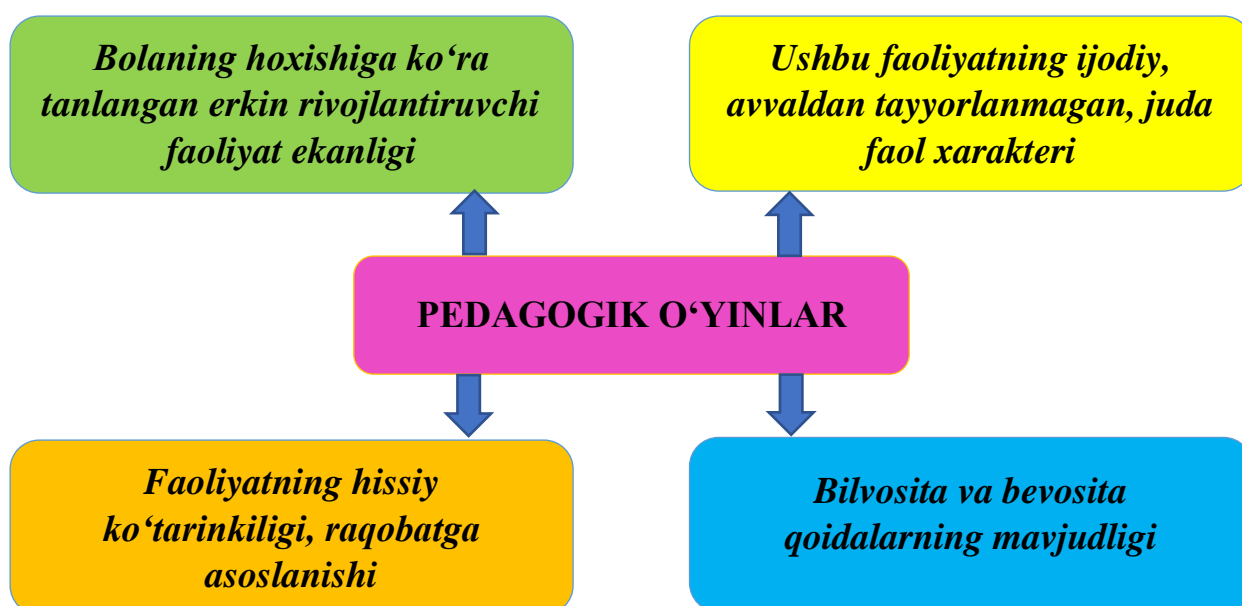 Bolaning hoxishiga ko‘ra
tanlangan erkin rivojlantiruvchi
faoliyat ekanligi
Ushbu faoliyatning ijodiy,
avvaldan tayyorlanmagan, juda
faol xarakteri
PEDAGOGIK O‘YINLAR
Faoliyatning hissiy
ko‘tarinkiligi, raqobatga
asoslanishi
Bilvosita va bevosita
qoidalarning mavjudligi